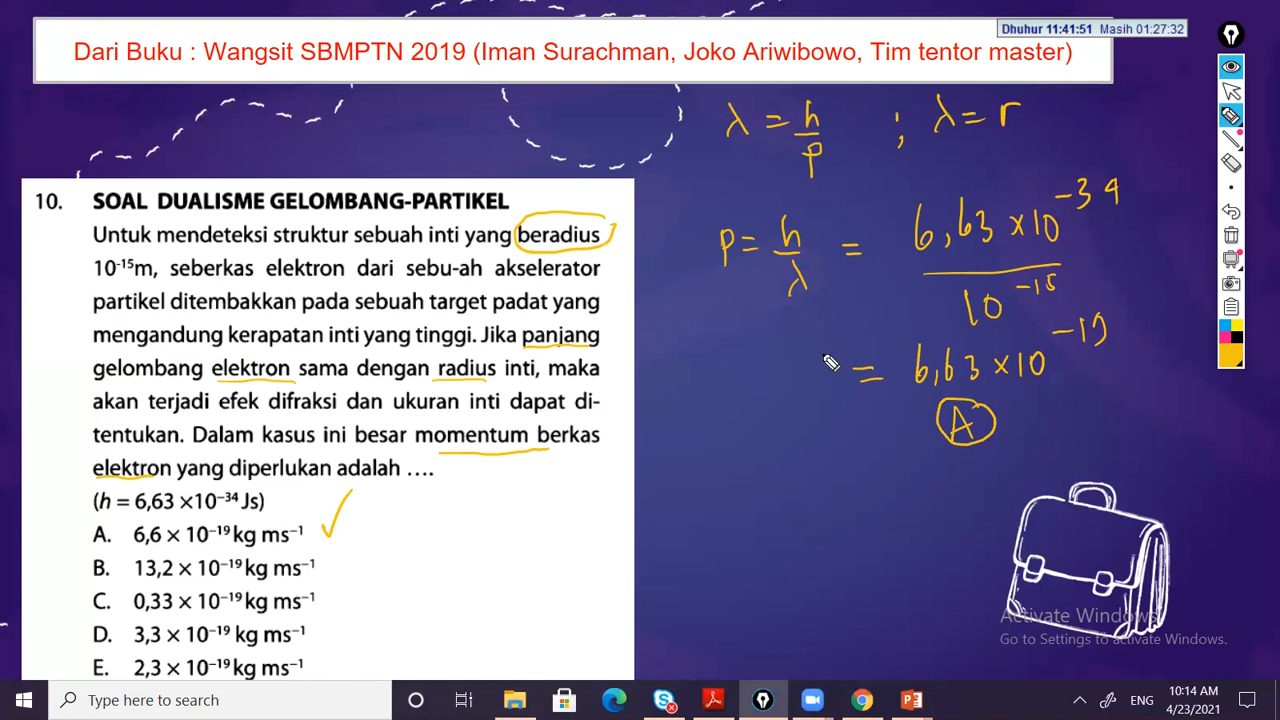 Dhuhur 11:41:51 Masih 01:27:32
Dari Buku : Wangsit SBMPTN 2019 (Iman Surachman, Joko Ariwibowo, Tim tentor master)
10. SOAL DUALISME GELOMBANG-PARTIKEL
Untuk mendeteksi struktur sebuah inti yang beradius
10⁻¹⁵m, seberkas elektron dari sebu-ah akselerator
partikel ditembakkan pada sebuah target padat yang
mengandung kerapatan inti yang tinggi. Jika panjang
gelombang elektron sama dengan radius inti, maka
akan terjadi efek difraksi dan ukuran inti dapat di-
tentukan. Dalam kasus ini besar momentum berkas
elektron yang diperlukan adalah ….
(h = 6,63 ×10⁻³⁴ Js)
A. 6,6 × 10⁻¹⁹ kg ms⁻¹
B. 13,2 × 10⁻¹⁹ kg ms⁻¹
C. 0,33 × 10⁻¹⁹ kg ms⁻¹
D. 3,3 × 10⁻¹⁹ kg ms⁻¹
E. 2,3 × 10⁻¹⁹ kg ms⁻¹
λ = h/p ; λ = r
p = h/λ = 6,63 × 10⁻³⁴ / 10⁻¹⁵
= 6,63 × 10⁻¹⁹
A
Activate Windows
Go to Settings to activate Windows.
Type here to search
ENG
10:14 AM
4/23/2021